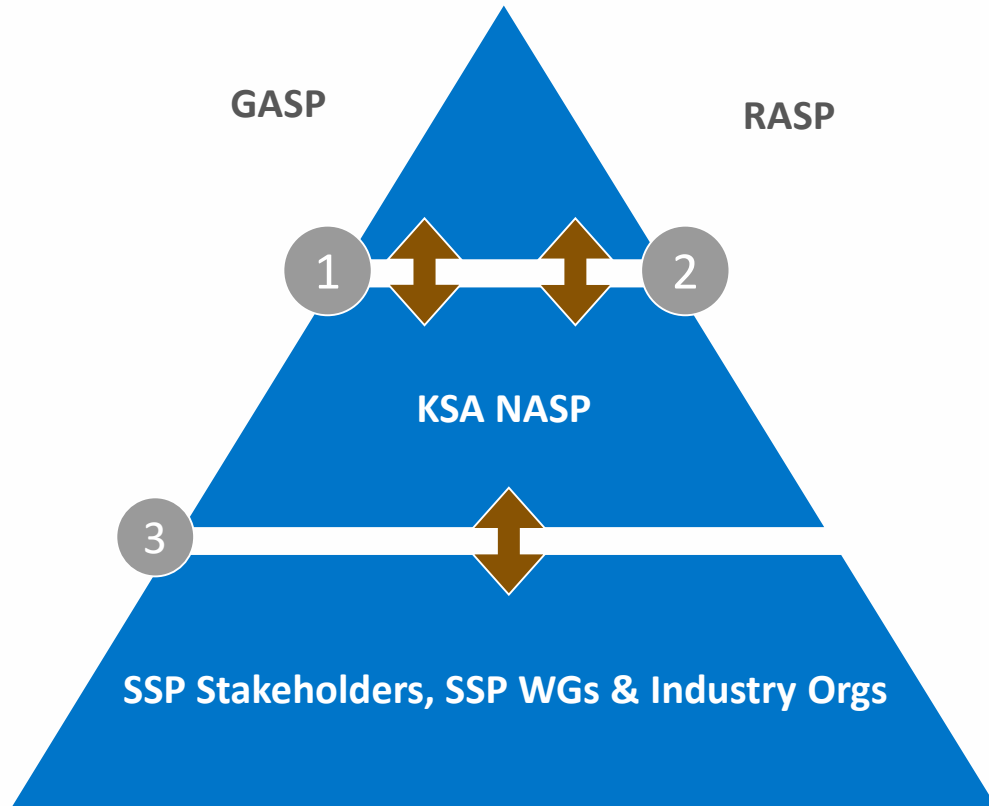 GASP
RASP
1
2
KSA NASP
3
SSP Stakeholders, SSP WGs & Industry Orgs